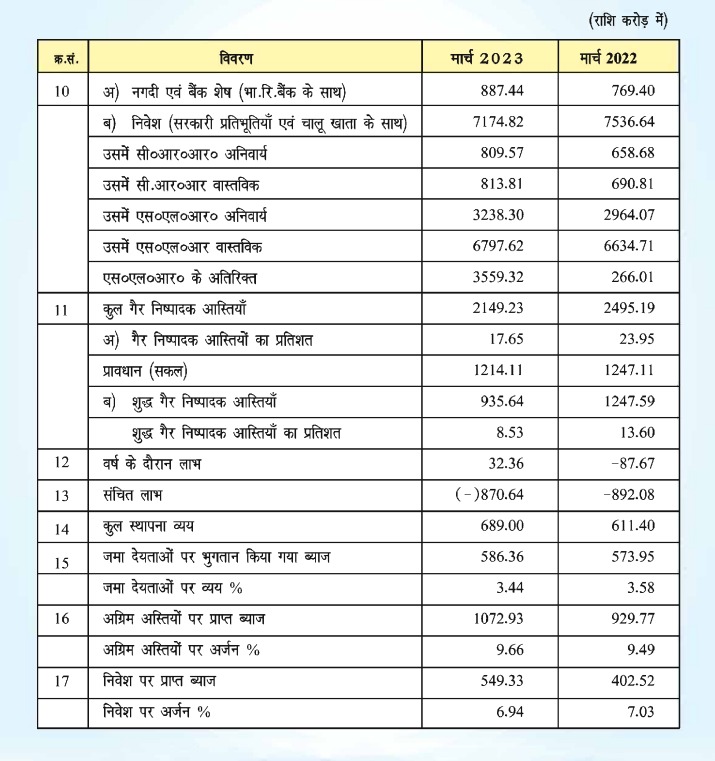 (राशि करोड़ में)
क्र.सं. विवरण मार्च 2023 मार्च 2022
10 अ) नगदी एवं बैंक शेष (भा.रि.बैंक के साथ) 887.44 769.40
ब) निवेश (सरकारी प्रतिभूतियाँ एवं चालू खाता के साथ) 7174.82 7536.64
उसमें सी०आर०आर० अनिवार्य 809.57 658.68
उसमें सी.आर०आर वास्तविक 813.81 690.81
उसमें एस०एल०आर० अनिवार्य 3238.30 2964.07
उसमें एस०एल०आर वास्तविक 6797.62 6634.71
एस०एल०आर० के अतिरिक्त 3559.32 266.01
11 कुल गैर निष्पादक आस्तियाँ 2149.23 2495.19
अ) गैर निष्पादक आस्तियों का प्रतिशत 17.65 23.95
प्रावधान (सकल) 1214.11 1247.11
ब) शुद्ध गैर निष्पादक आस्तियाँ 935.64 1247.59
शुद्ध गैर निष्पादक आस्तियाँ का प्रतिशत 8.53 13.60
12 वर्ष के दौरान लाभ 32.36 -87.67
13 संचित लाभ (-)870.64 -892.08
14 कुल स्थापना व्यय 689.00 611.40
15 जमा देयताओं पर भुगतान किया गया ब्याज 586.36 573.95
जमा देयताओं पर व्यय % 3.44 3.58
16 अग्रिम अस्तियों पर प्राप्त ब्याज 1072.93 929.77
अग्रिम अस्तियों पर अर्जन % 9.66 9.49
17 निवेश पर प्राप्त ब्याज 549.33 402.52
निवेश पर अर्जन % 6.94 7.03